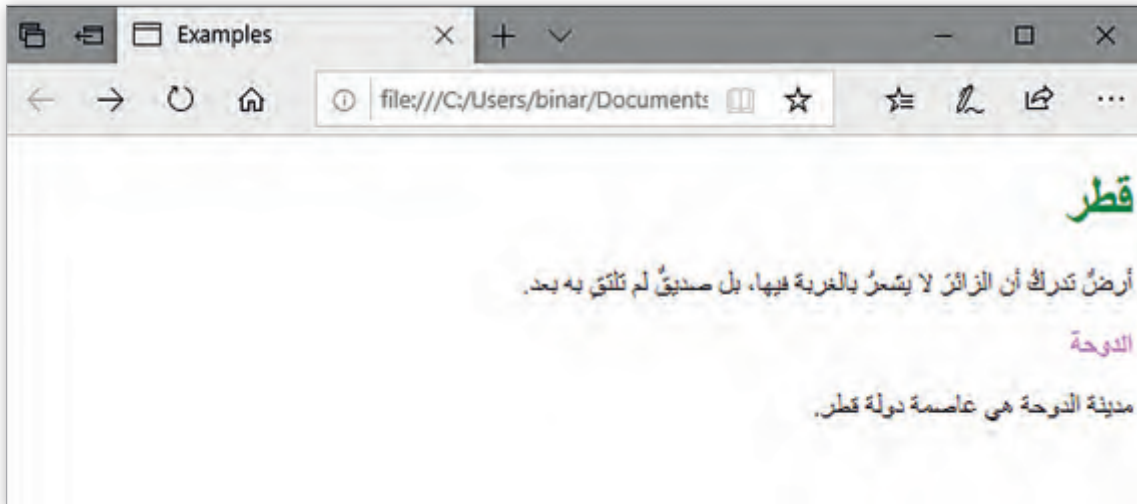 Examples
file:///C:/Users/binar/Documents
قطر
أرضٌ تدركُ أن الزائرَ لا يشعرُ بالغربة فيها، بل صديقٌ لم تلتقِ به بعد.
الدوحة
مدينة الدوحة هي عاصمة دولة قطر.